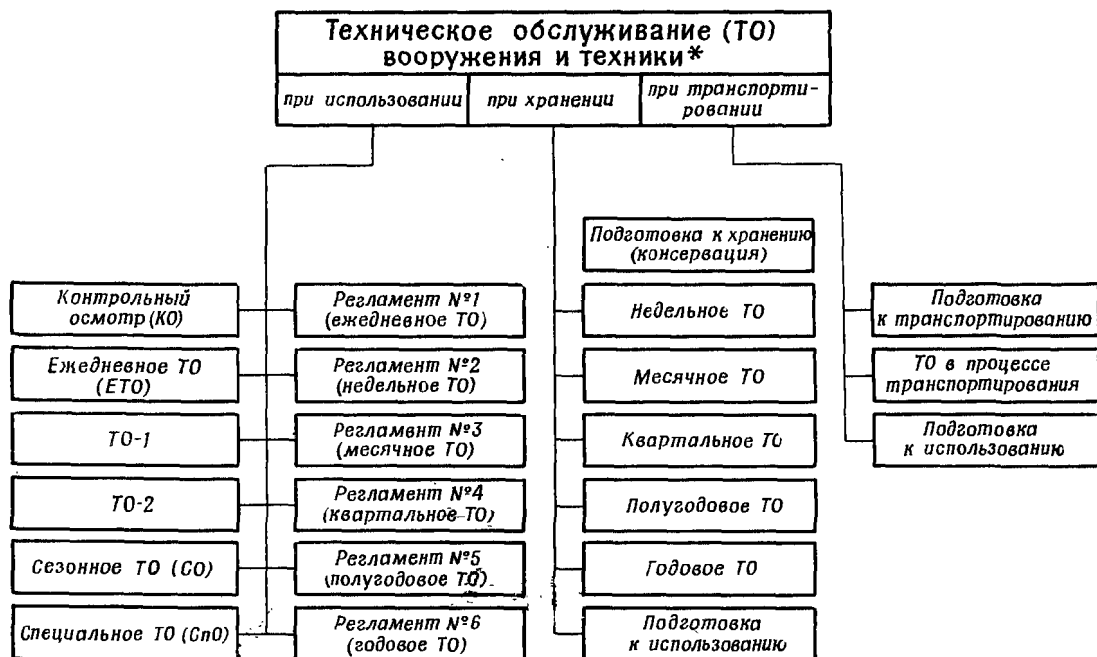 Техническое обслуживание (ТО)
вооружения и техники*
при использовании
при хранении
при транспорти-
ровании
Контрольный
осмотр (КО)
Ежедневное ТО
(ЕТО)
ТО-1
ТО-2
Сезонное ТО (СО)
Специальное ТО (СпО)
Регламент №1
(ежедневное ТО)
Регламент №2
(недельное ТО)
Регламент №3
(месячное ТО)
Регламент №4
(квартальное ТО)
Регламент №5
(полугодовое ТО)
Регламент №6
(годовое ТО)
Подготовка к хранению
(консервация)
Недельное ТО
Месячное ТО
Квартальное ТО
Полугодовое ТО
Годовое ТО
Подготовка
к использованию
Подготовка
к транспортированию
ТО в процессе
транспортирования
Подготовка
к использованию